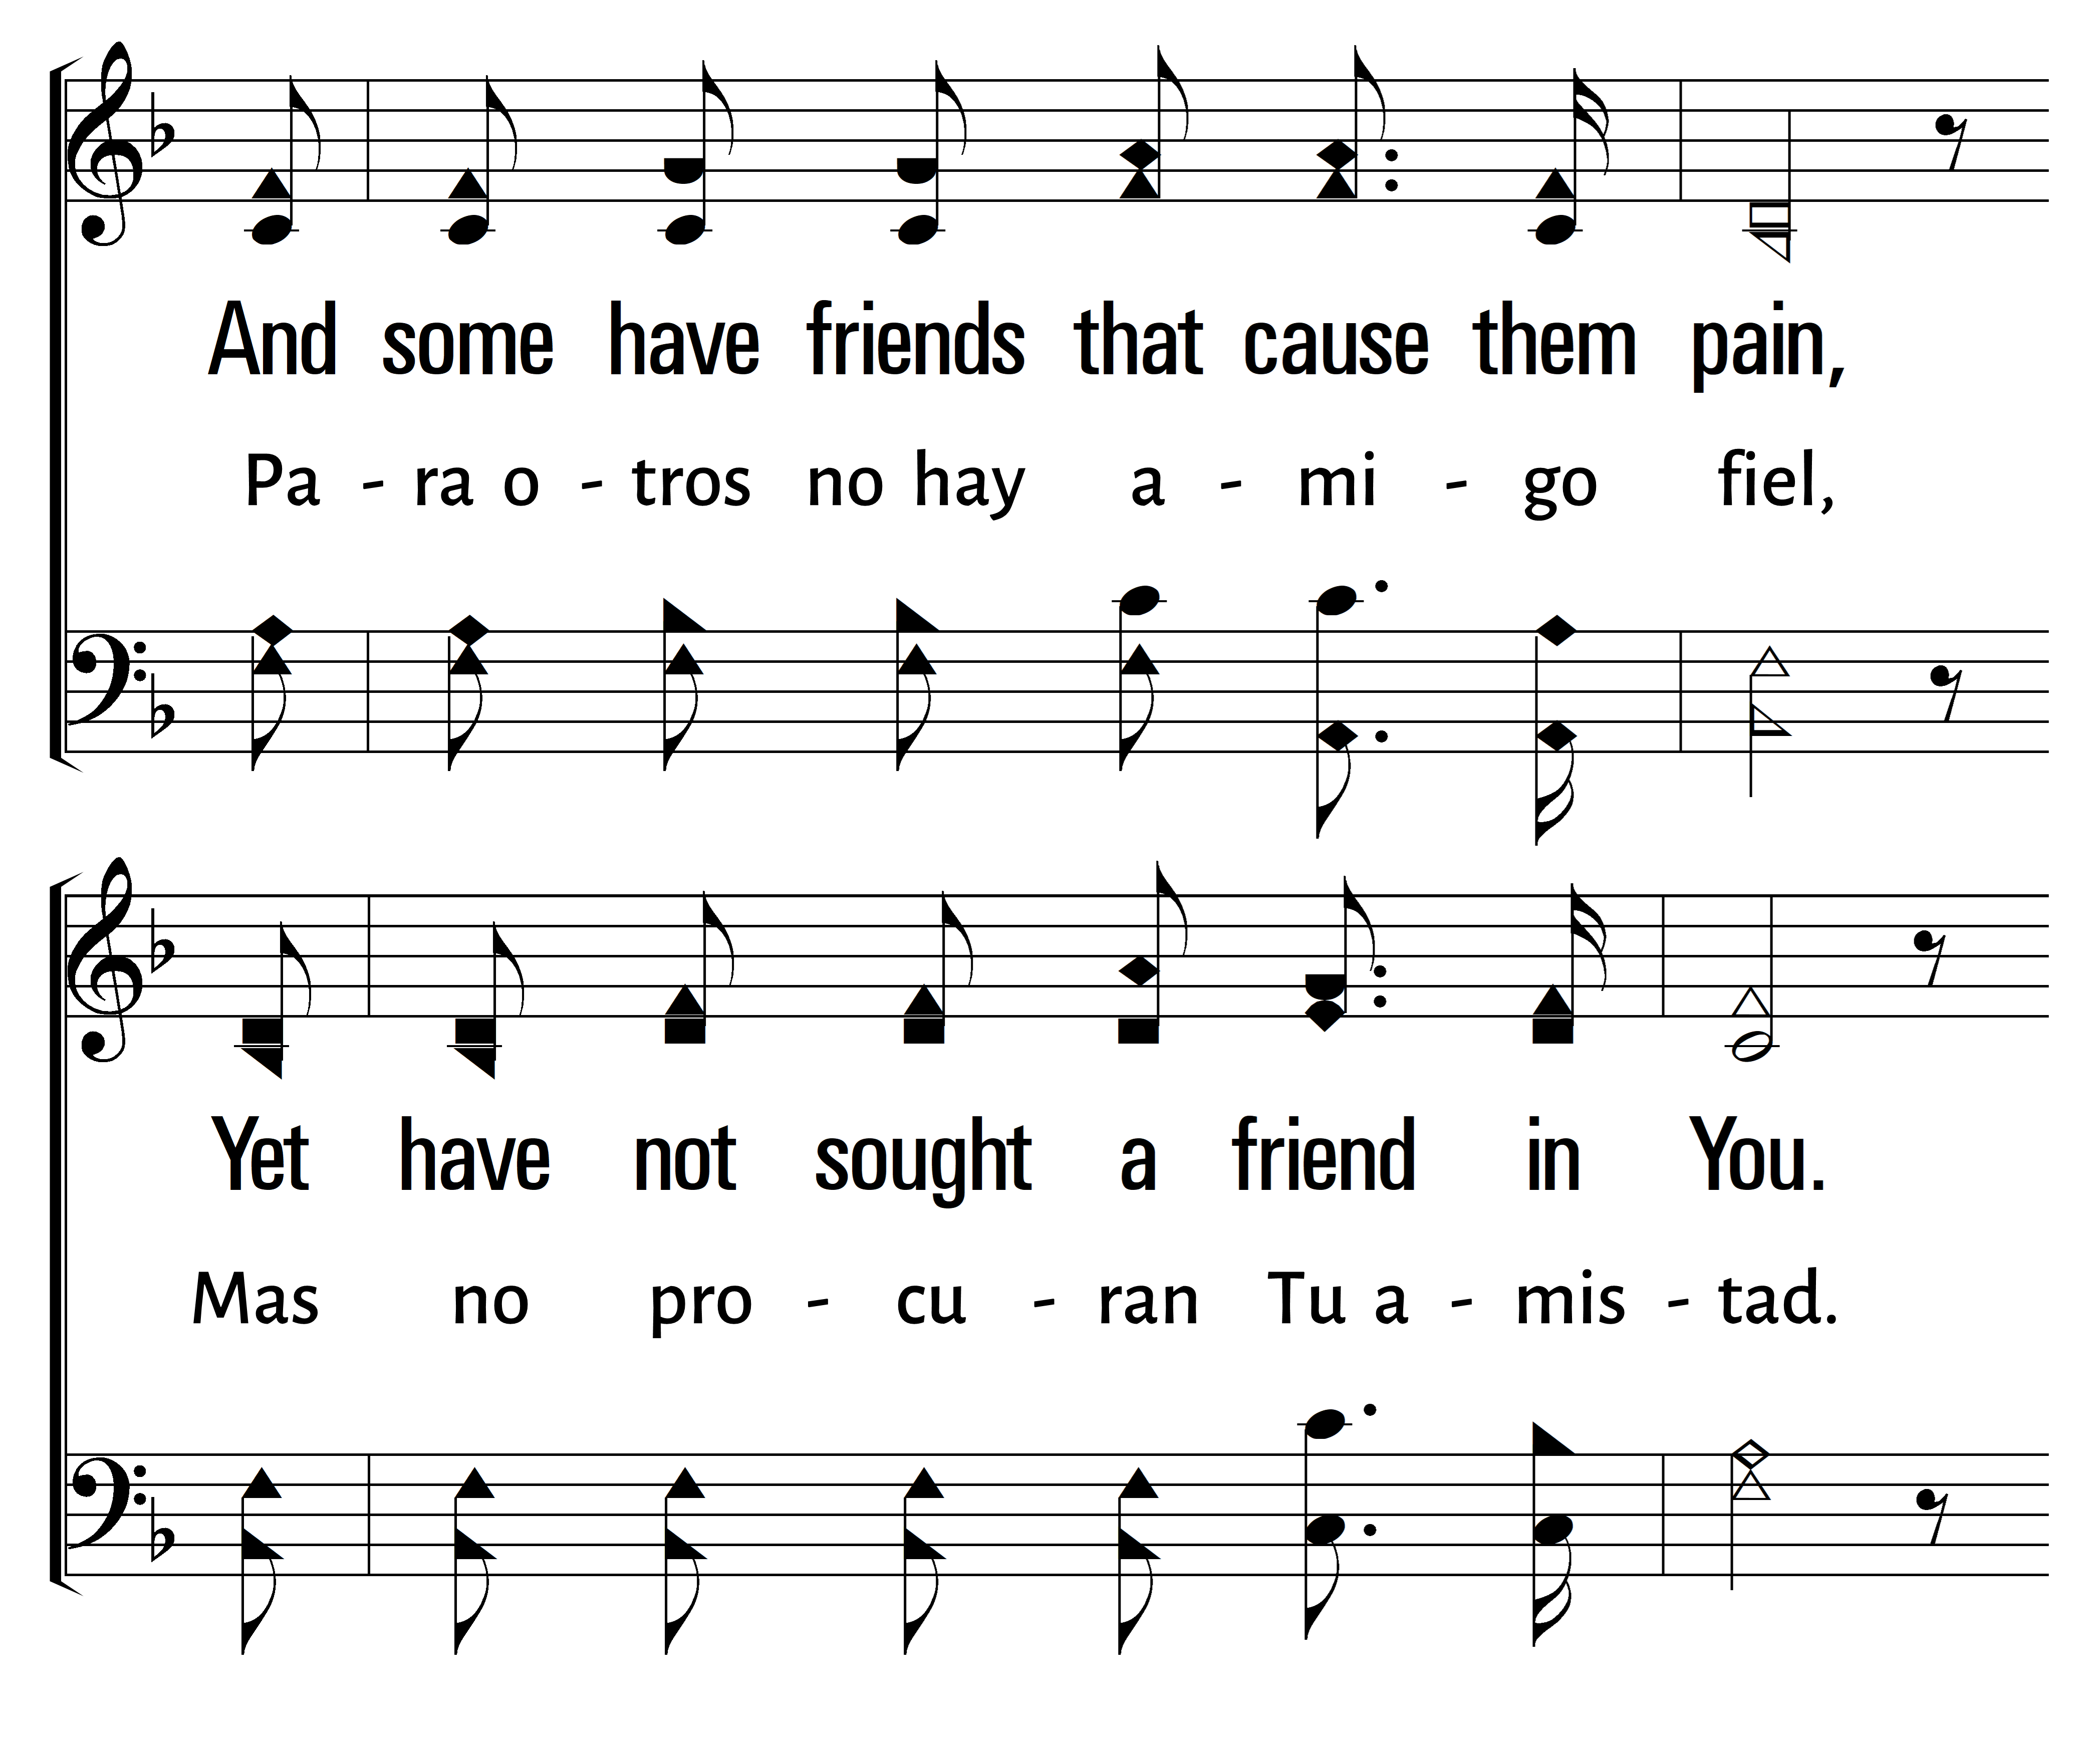 And some have friends that cause them pain,
Pa - ra o - tros no hay a - mi - go fiel,
Yet have not sought a friend in You.
Mas no pro - cu - ran Tu a - mis - tad.